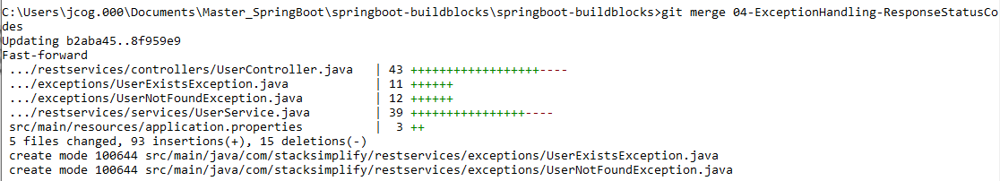 C:\Users\jcog.000\Documents\Master_SpringBoot\springboot-buildblocks\springboot-buildblocks>git merge 04-ExceptionHandling-ResponseStatusCo
des
Updating b2aba45..8f959e9
Fast-forward
 .../restservices/controllers/UserController.java   | 43 +++++++++++++++++++----
 .../exceptions/UserExistsException.java            | 11 ++++++
 .../exceptions/UserNotFoundException.java          | 12 ++++++
 .../restservices/services/UserService.java         | 39 ++++++++++++++++----
 src/main/resources/application.properties          |  3 ++
 5 files changed, 93 insertions(+), 15 deletions(-)
 create mode 100644 src/main/java/com/stacksimplify/restservices/exceptions/UserExistsException.java
 create mode 100644 src/main/java/com/stacksimplify/restservices/exceptions/UserNotFoundException.java